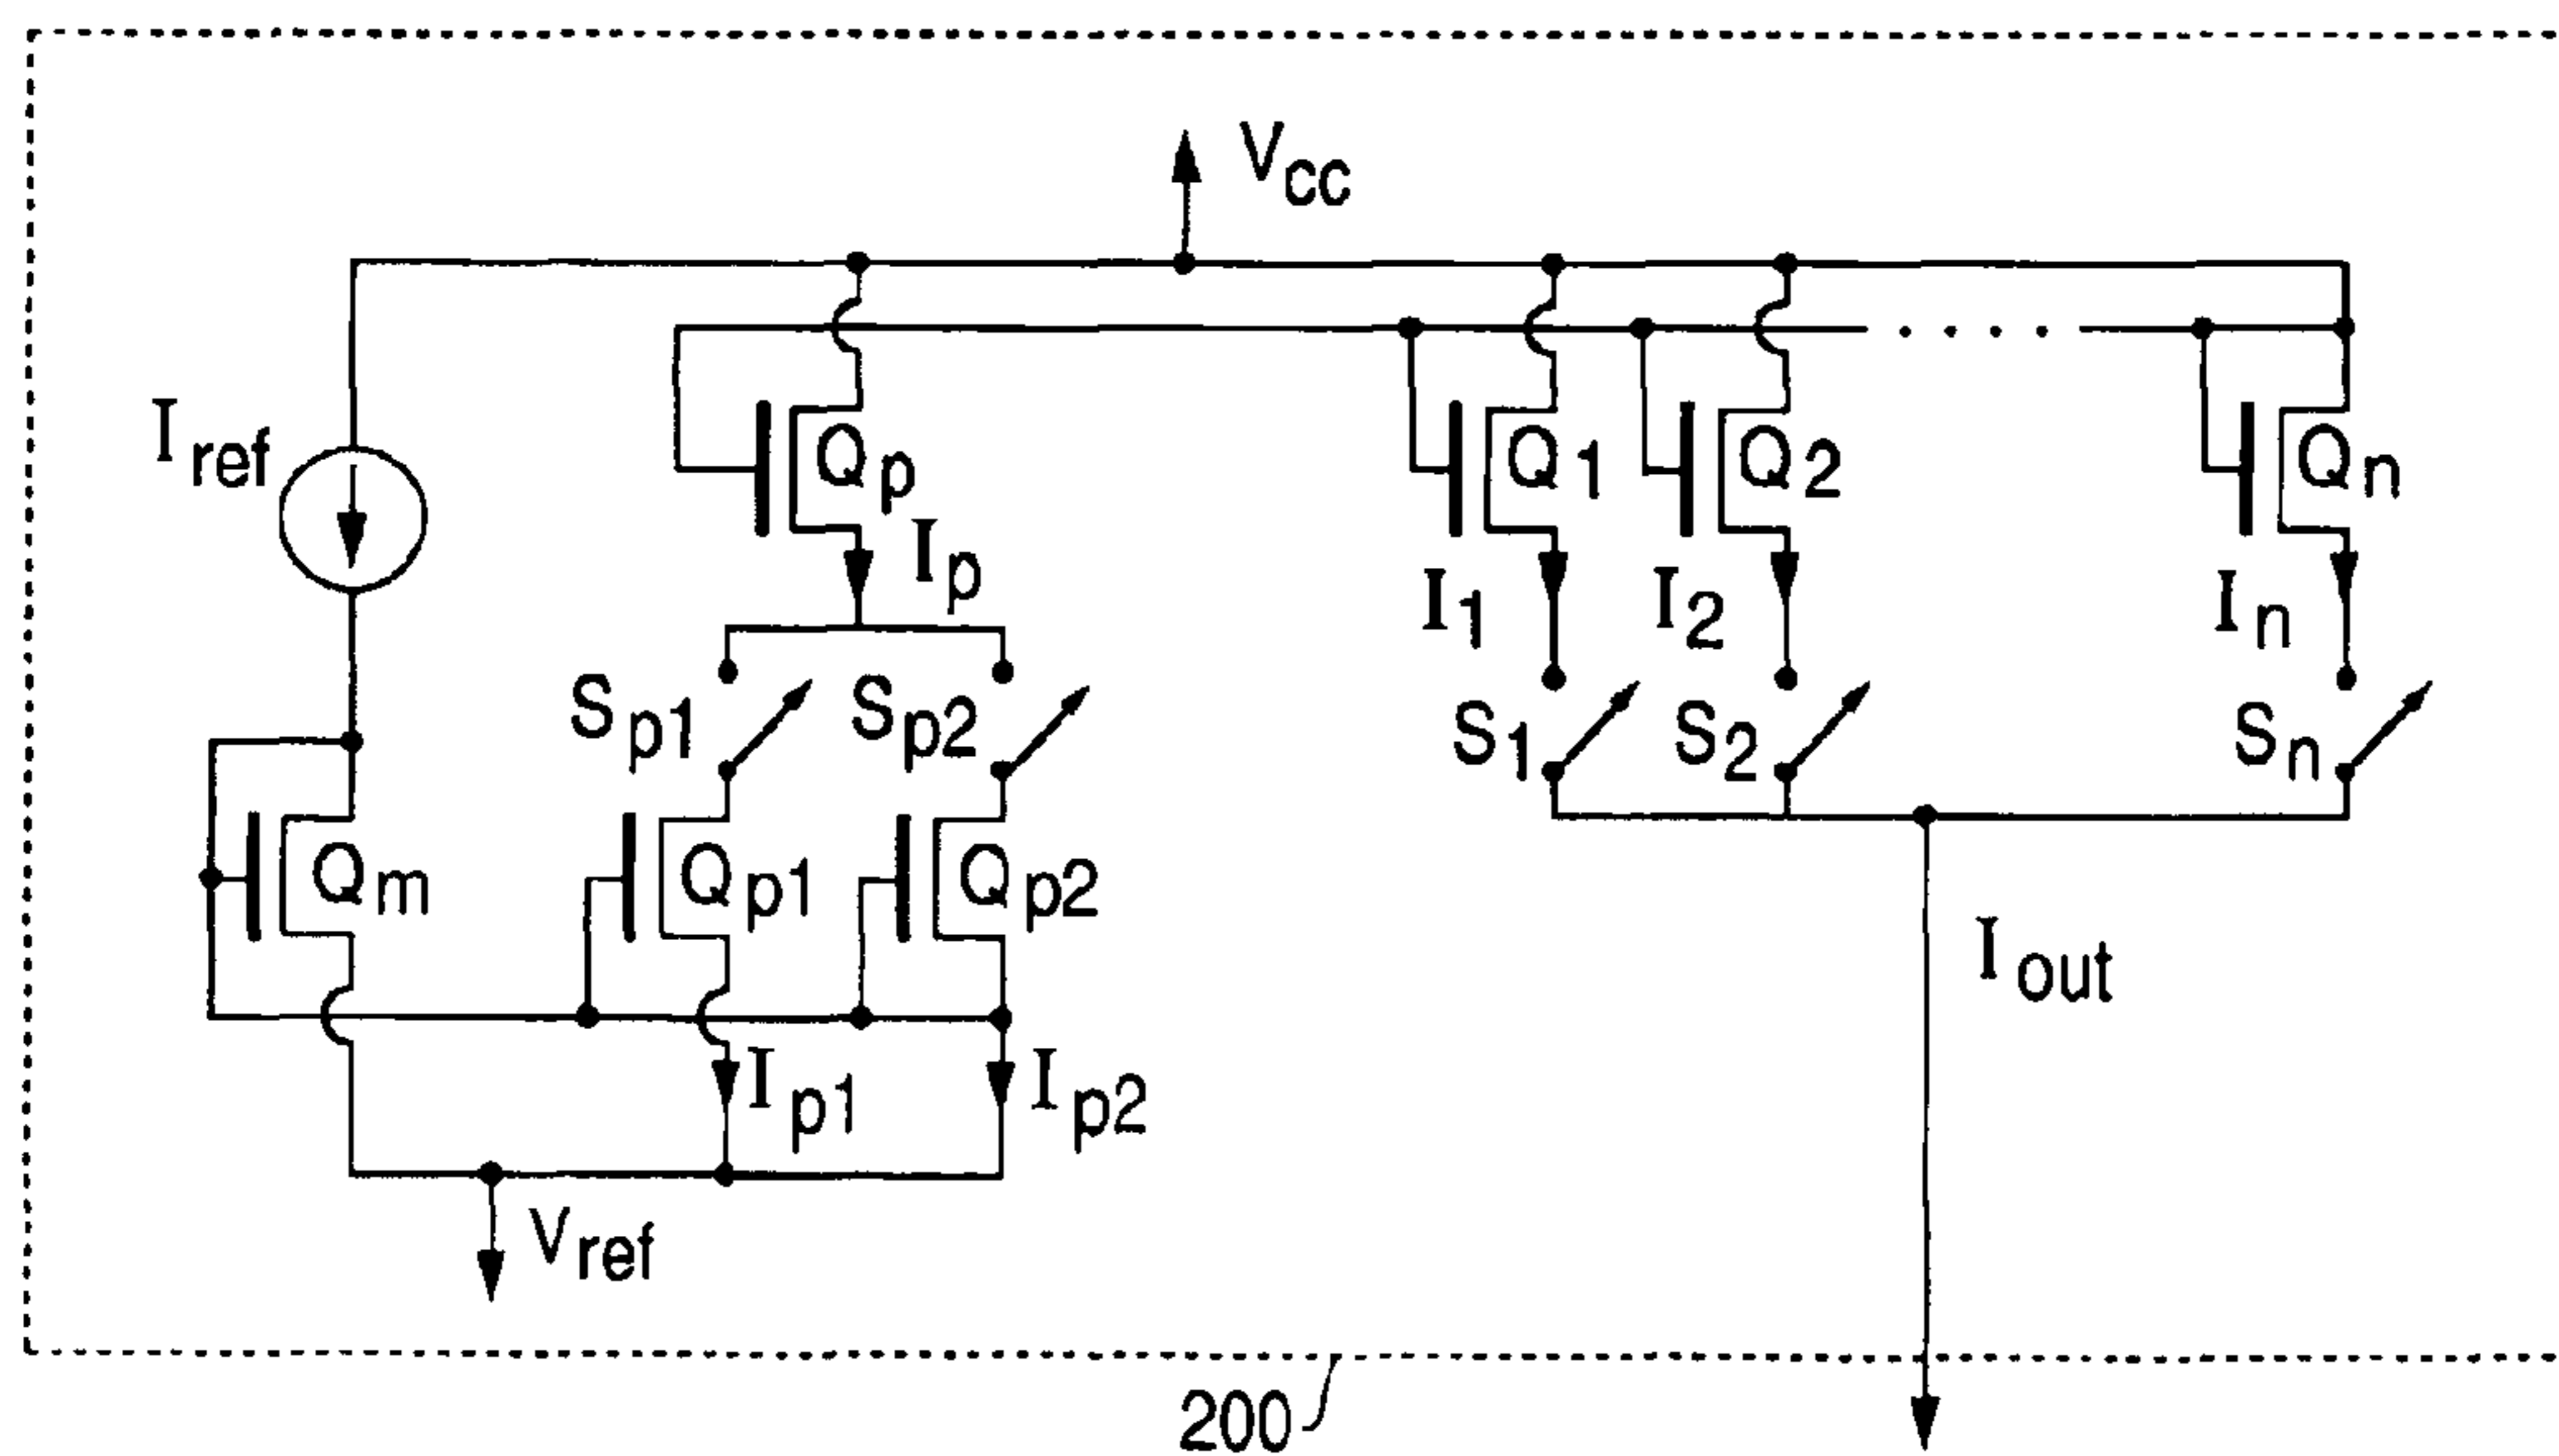 Vcc
Iref
Qp
Q1
Q2
Qn
Ip
I1
I2
In
Sp1
Sp2
S1
S2
Sn
Qm
Qp1
Qp2
Iout
Ip1
Ip2
Vref
200